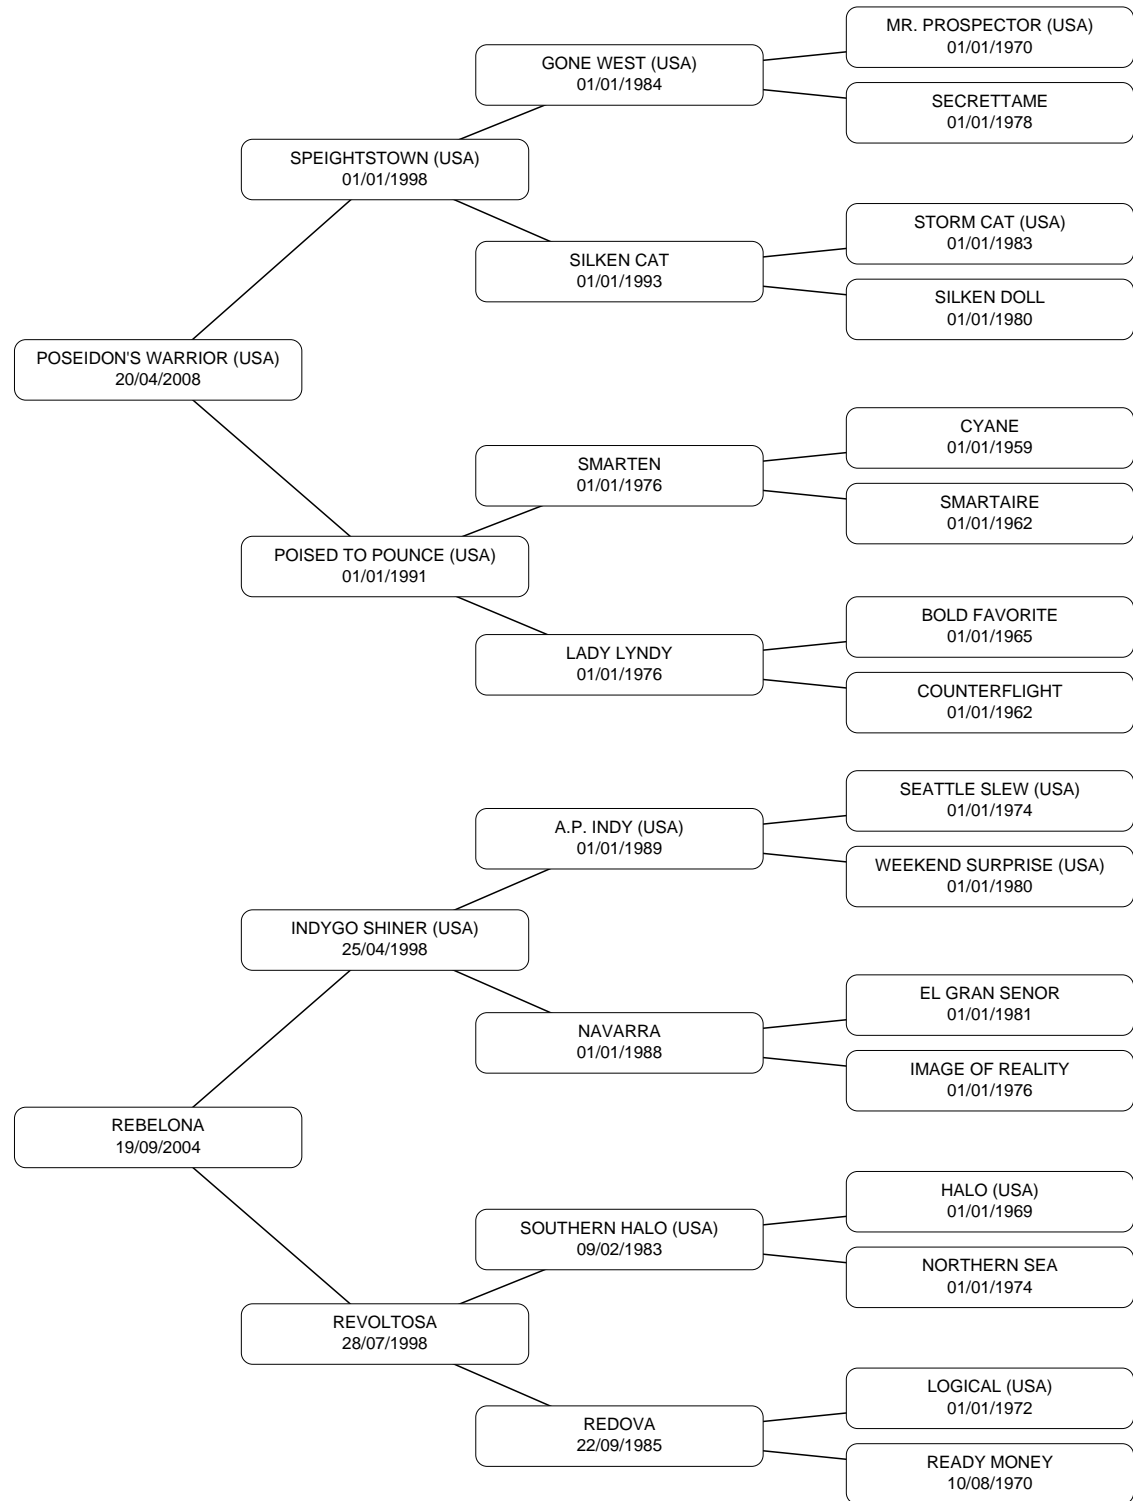 MR. PROSPECTOR (USA)
01/01/1970
GONE WEST (USA)
01/01/1984
SECRETTAME
01/01/1978
SPEIGHTSTOWN (USA)
01/01/1998
STORM CAT (USA)
01/01/1983
SILKEN CAT
01/01/1993
SILKEN DOLL
01/01/1980
POSEIDON'S WARRIOR (USA)
20/04/2008
CYANE
01/01/1959
SMARTEN
01/01/1976
SMARTAIRE
01/01/1962
POISED TO POUNCE (USA)
01/01/1991
BOLD FAVORITE
01/01/1965
LADY LYNDY
01/01/1976
COUNTERFLIGHT
01/01/1962
SEATTLE SLEW (USA)
01/01/1974
A.P. INDY (USA)
01/01/1989
WEEKEND SURPRISE (USA)
01/01/1980
INDYGO SHINER (USA)
25/04/1998
EL GRAN SENOR
01/01/1981
NAVARRA
01/01/1988
IMAGE OF REALITY
01/01/1976
REBELONA
19/09/2004
HALO (USA)
01/01/1969
SOUTHERN HALO (USA)
09/02/1983
NORTHERN SEA
01/01/1974
REVOLTOSA
28/07/1998
LOGICAL (USA)
01/01/1972
REDOVA
22/09/1985
READY MONEY
10/08/1970